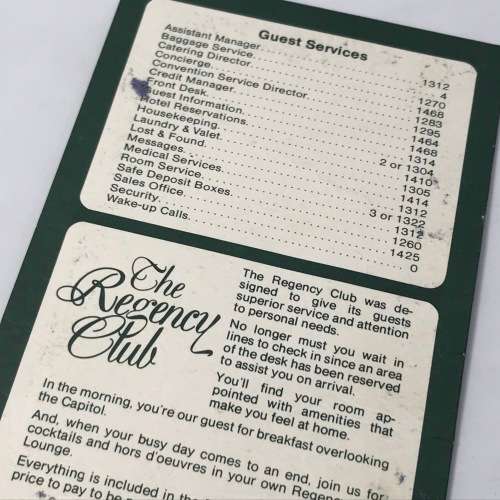 Guest Services
Assistant Manager 1312
Baggage Service 4
Catering Director 1270
Concierge 1468
Convention Service Director 1283
Credit Manager 1295
Front Desk 1464
Guest Information 1468
Hotel Reservations 1314
Housekeeping 2 or 1304
Laundry & Valet 1410
Lost & Found 1305
Messages 1414
Medical Services 1312
Room Service 3 or 1322
Safe Deposit Boxes 1312
Sales Office 1260
Security 1425
Wake-up Calls 0
The
Regency
Club
The Regency Club was de-
signed to give its guests
superior service and attention
to personal needs.
No longer must you wait in
lines to check in since an area
of the desk has been reserved
to assist you on arrival.
You'll find your room ap-
pointed with amenities that
make you feel at home.
In the morning, you're our guest for breakfast overlooking
the Capitol.
And, when your busy day comes to an end, join us for
cocktails and hors d'oeuvres in your own Regency
Lounge.
Everything is included in the
price to pay to be